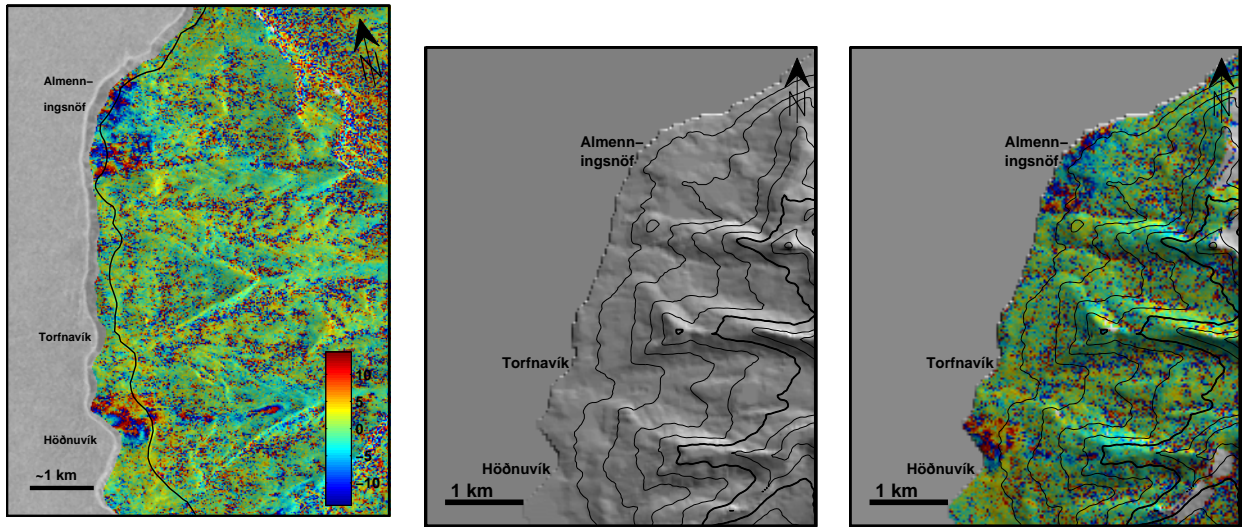 N
Almenn–
ingsnöf
Torfnavík
Höðnuvík
~1 km
10
5
0
−5
−10
N
Almenn–
ingsnöf
Torfnavík
Höðnuvík
1 km
N
Almenn–
ingsnöf
Torfnavík
Höðnuvík
1 km